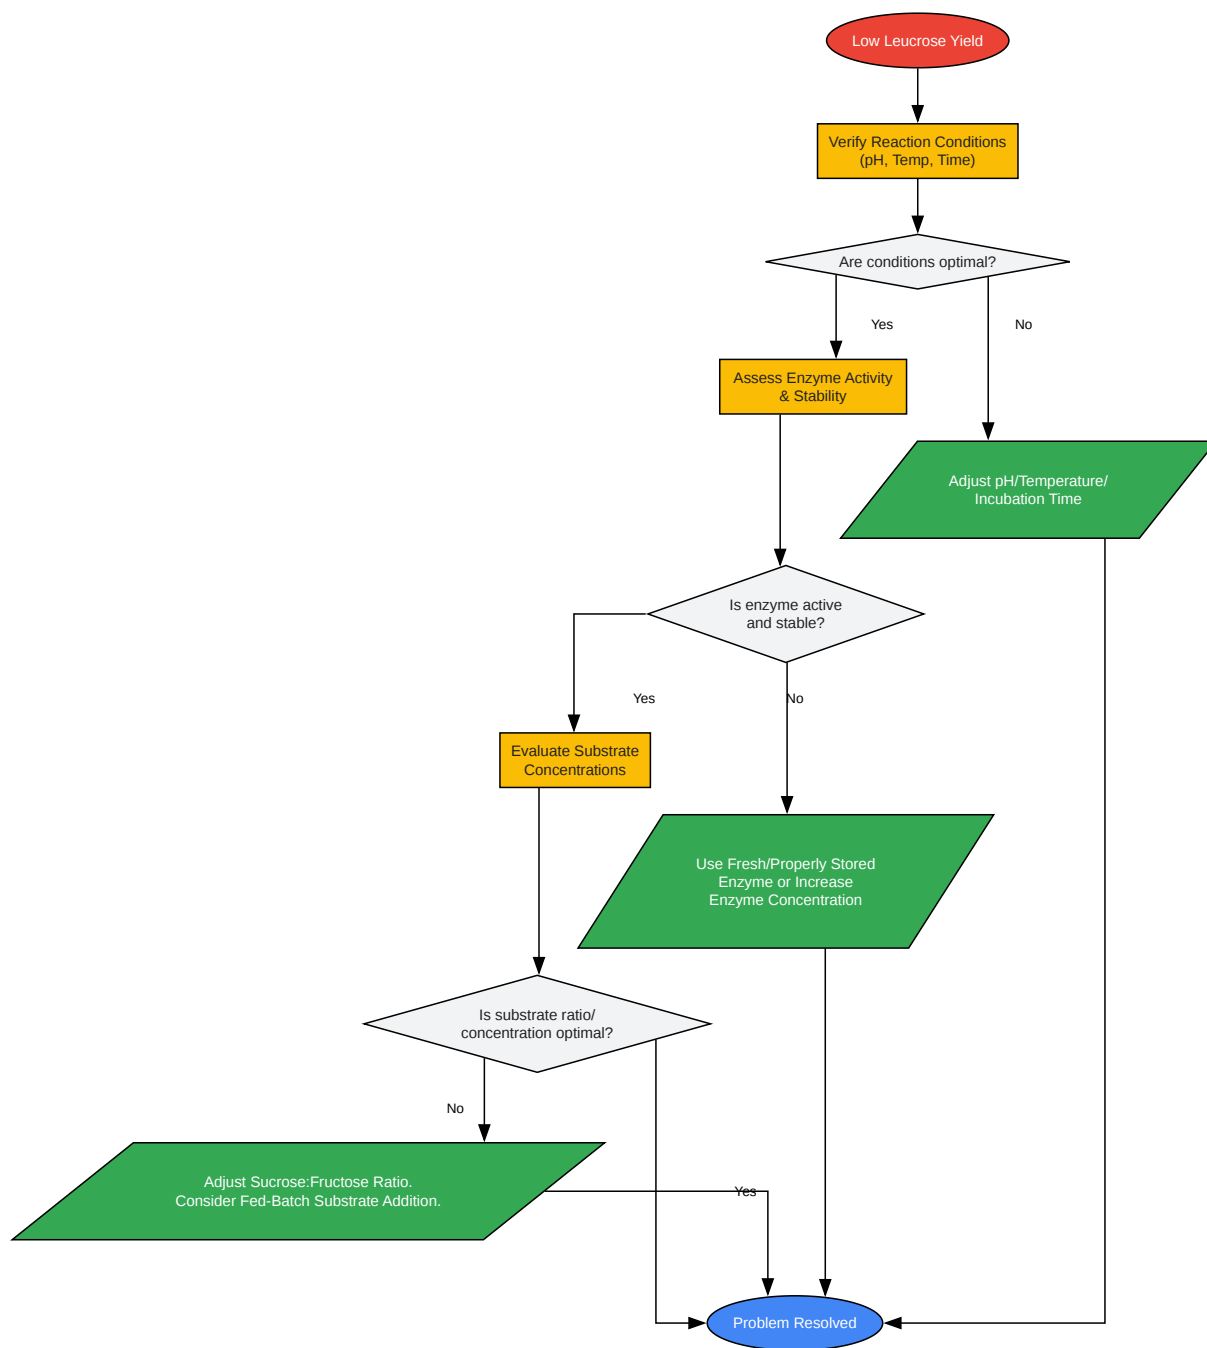 Low Leucrose Yield
Verify Reaction Conditions
(pH, Temp, Time)
Are conditions optimal?
Yes
No
Assess Enzyme Activity
& Stability
Adjust pH/Temperature/
Incubation Time
Is enzyme active
and stable?
Yes
No
Evaluate Substrate
Concentrations
Use Fresh/Properly Stored
Enzyme or Increase
Enzyme Concentration
Is substrate ratio/
concentration optimal?
No
Adjust Sucrose:Fructose Ratio.
Consider Fed-Batch Substrate Addition.
Yes
Problem Resolved